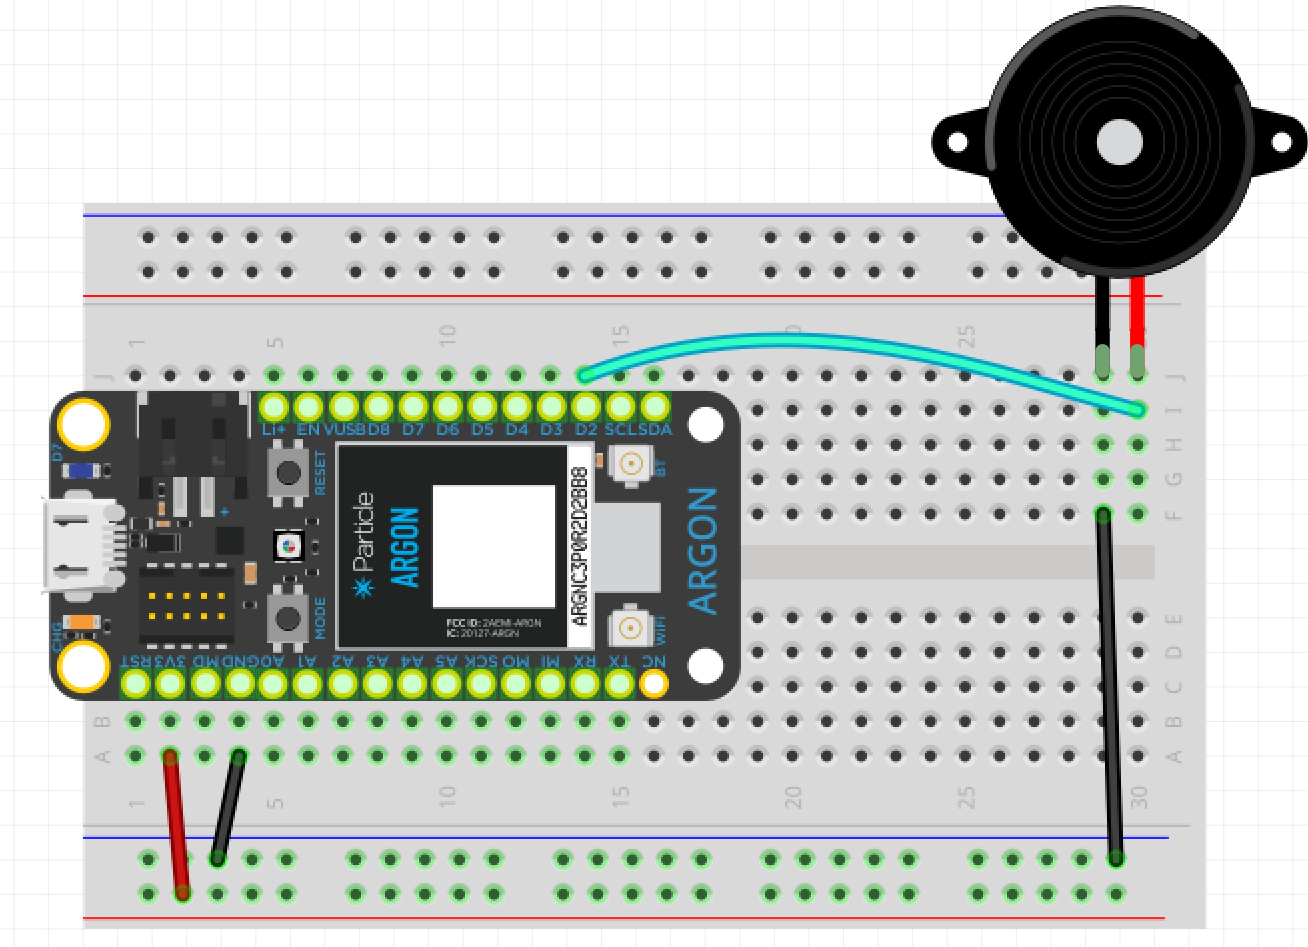 1 5 10 15 0 25
J J
Li+ EN VUSB D8 D7 D6 D5 D4 D3 D2 SCL SDA
I
D7
RESET
BT
H
G
+
F
Particle
ARGON
ARGNC3P0R2D2BB8
ARGON
FCC ID: 2AEMI-ARGN
IC: 20127-ARGN
MODE
WiFi
CHG
E
D
RST 3V3 MD GND A0 A1 A2 A3 A4 A5 SCK MO MI RX TX NC
C
B B
A A
1 5 10 15 20 25 30